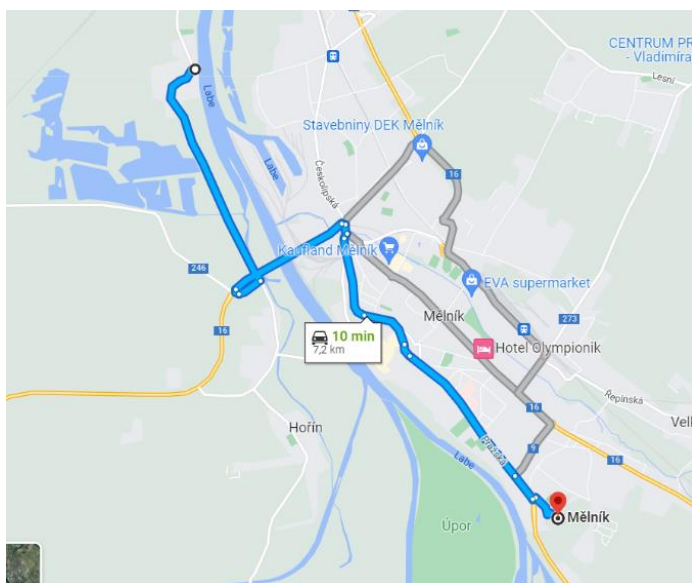 CENTRUM PR
- Vladimíra
Lesní
Labe
Stavebniny DEK Mělník
16
Českolipská
Labe
Kaufland Mělník
246
EVA supermarket
16
10 min
7,2 km
Mělník
273
Hotel Olympionik
Řepínská
Hořín
16
Vel
Pražská
9
16
Labe
Mělník
Úpor